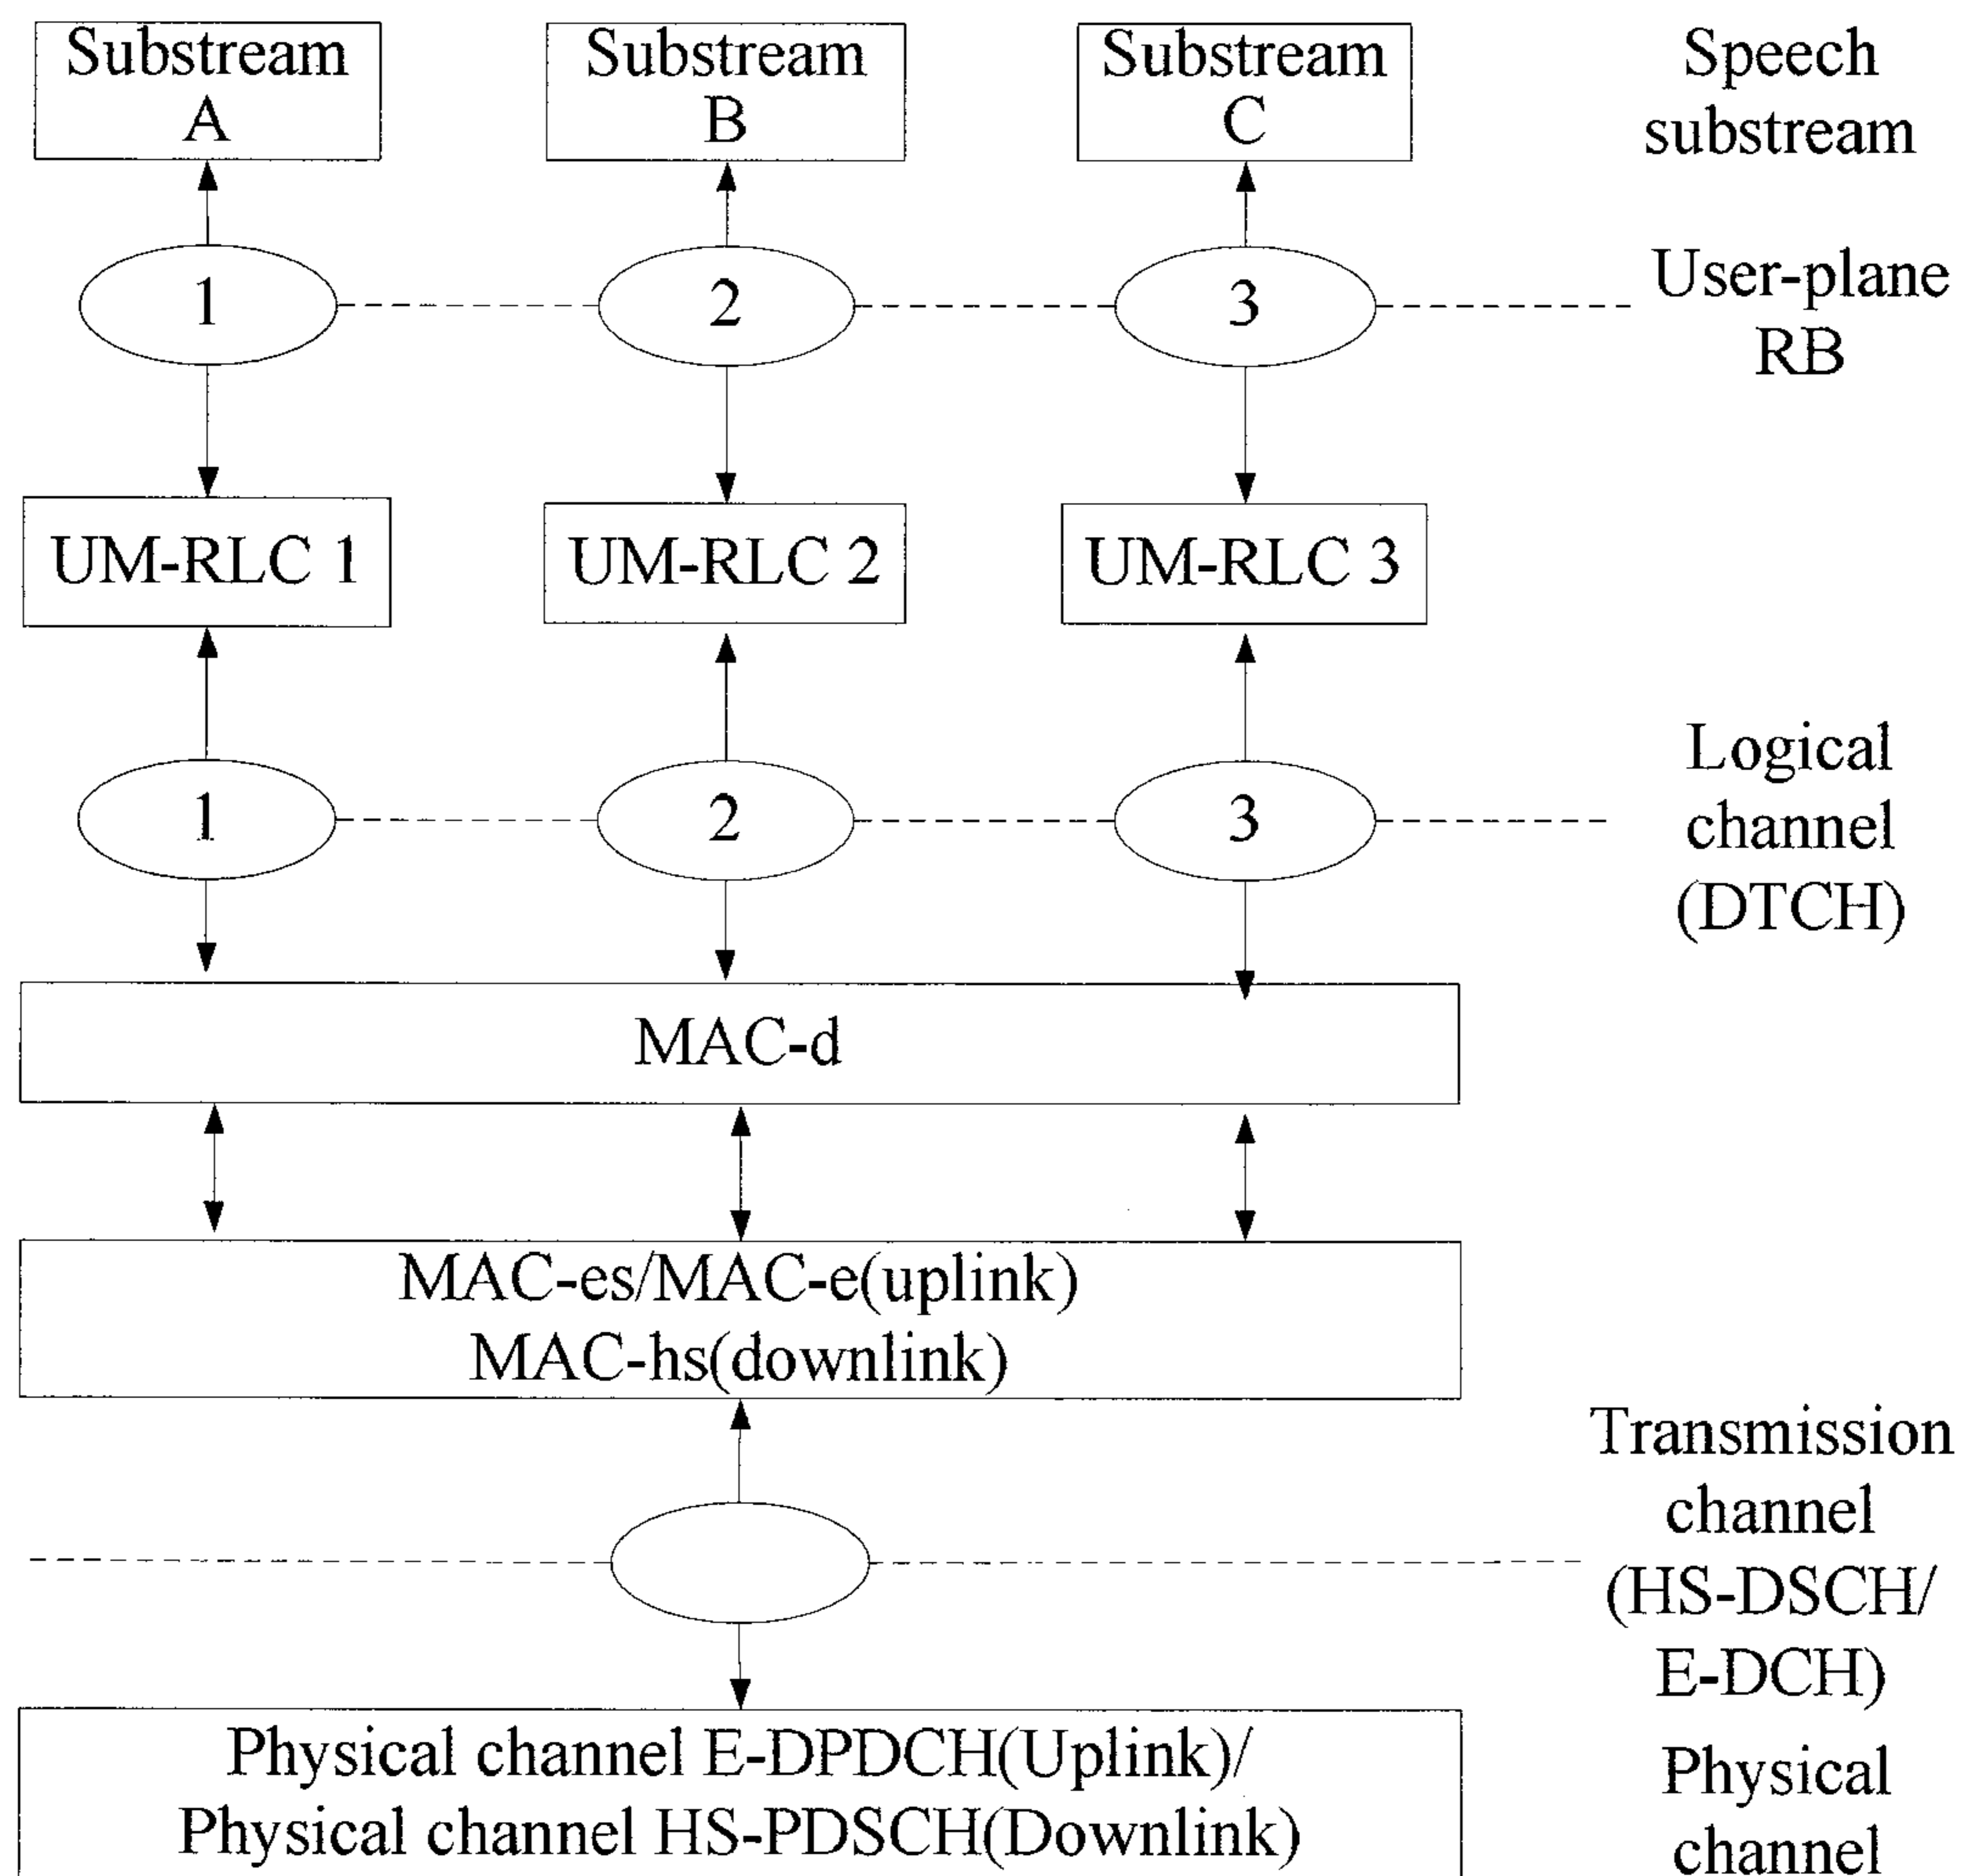 Substream
A
Substream
B
Substream
C
Speech
substream
1
2
3
User-plane
RB
UM-RLC 1
UM-RLC 2
UM-RLC 3
1
2
3
Logical
channel
(DTCH)
MAC-d
MAC-es/MAC-e(uplink)
MAC-hs(downlink)
Transmission
channel
(HS-DSCH/
E-DCH)
Physical channel E-DPDCH(Uplink)/
Physical channel HS-PDSCH(Downlink)
Physical
channel